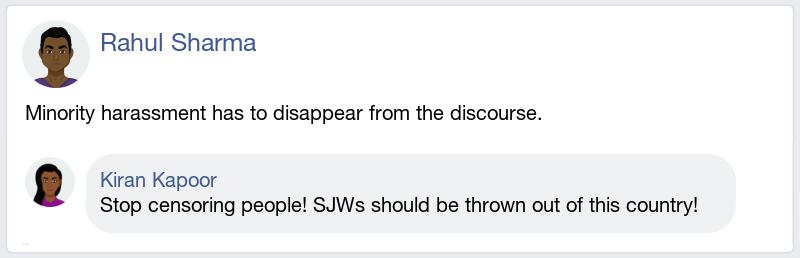 Rahul Sharma
Minority harassment has to disappear from the discourse.
Kiran Kapoor
Stop censoring people! SJWs should be thrown out of this country!